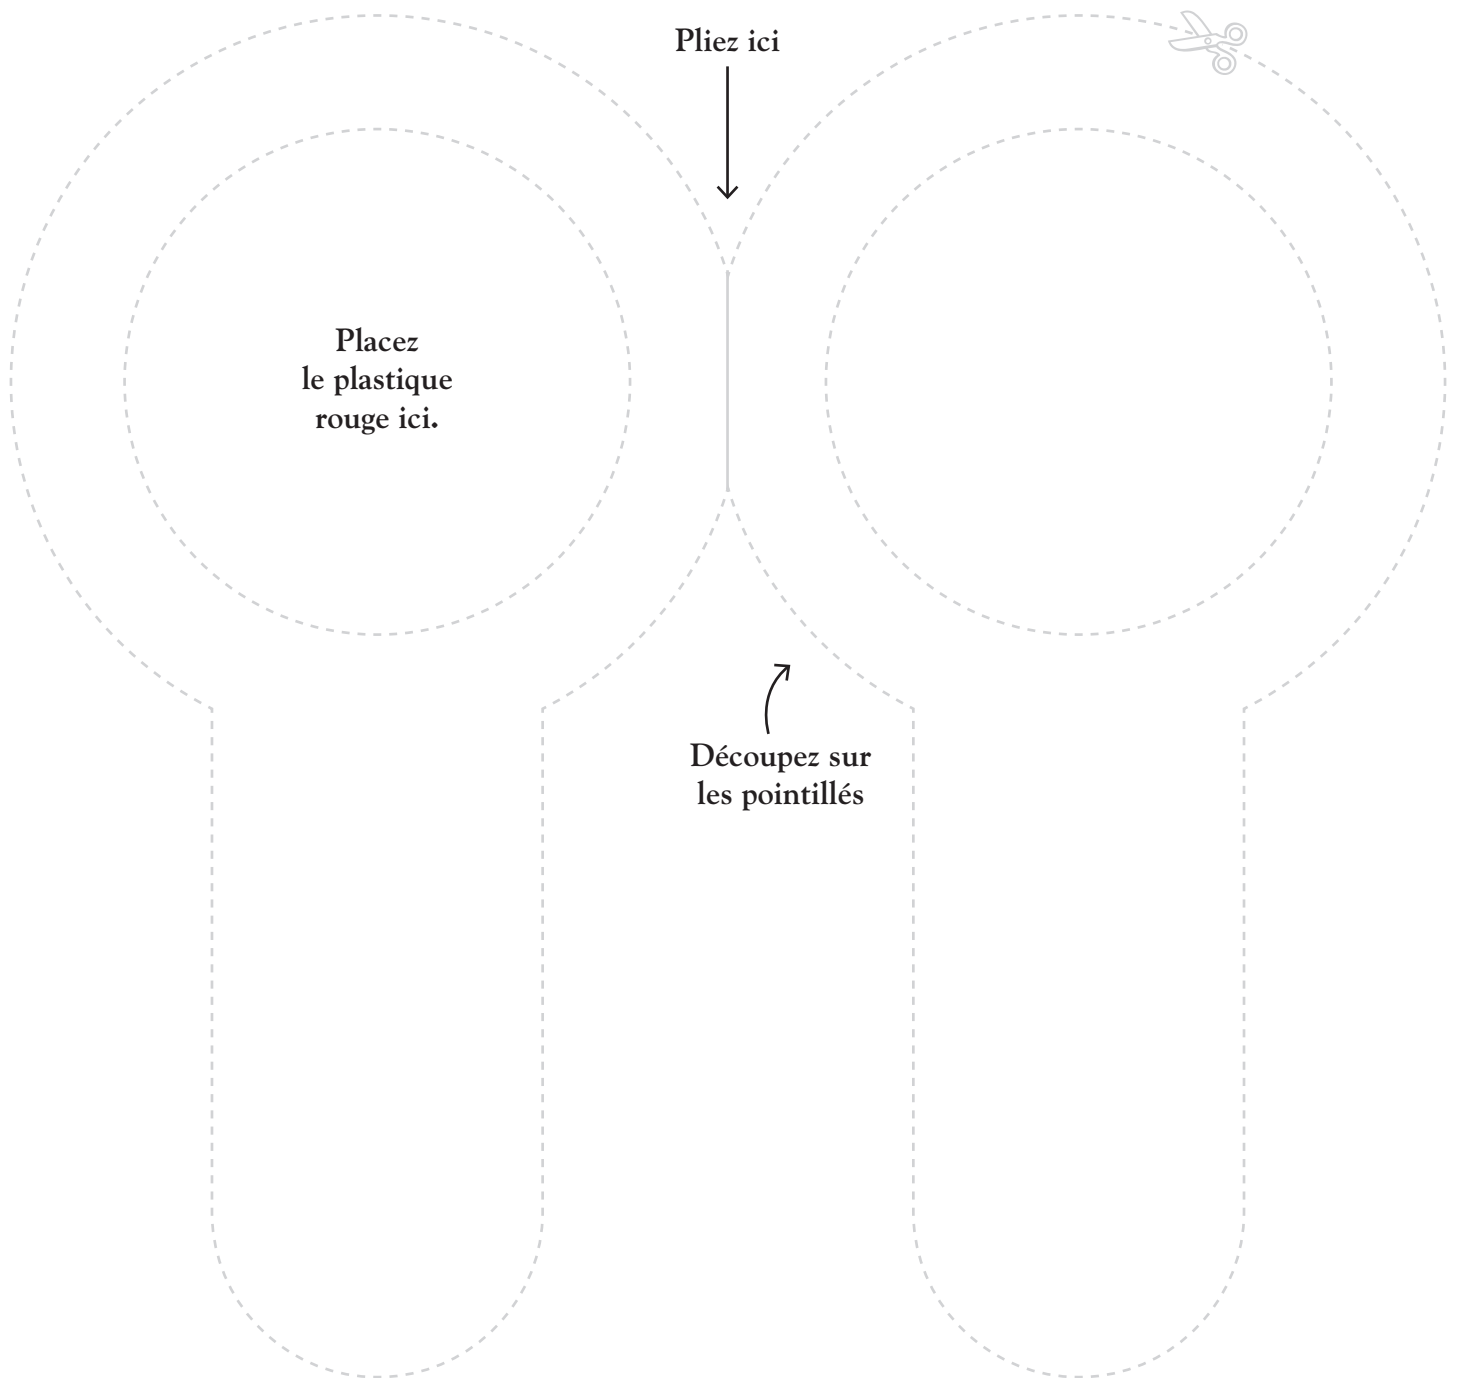 Pliez ici
Placez
le plastique
rouge ici.
Découpez sur
les pointillés